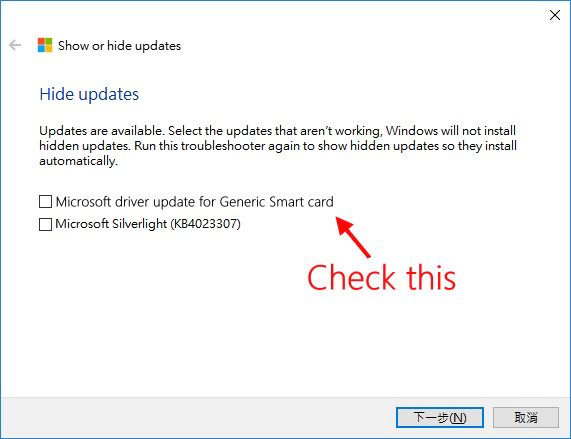 Show or hide updates
Hide updates
Updates are available. Select the updates that aren't working, Windows will not install
hidden updates. Run this troubleshooter again to show hidden updates so they install
automatically.
Microsoft driver update for Generic Smart card
Microsoft Silverlight (KB4023307)
Check this
下一步(N)
取消